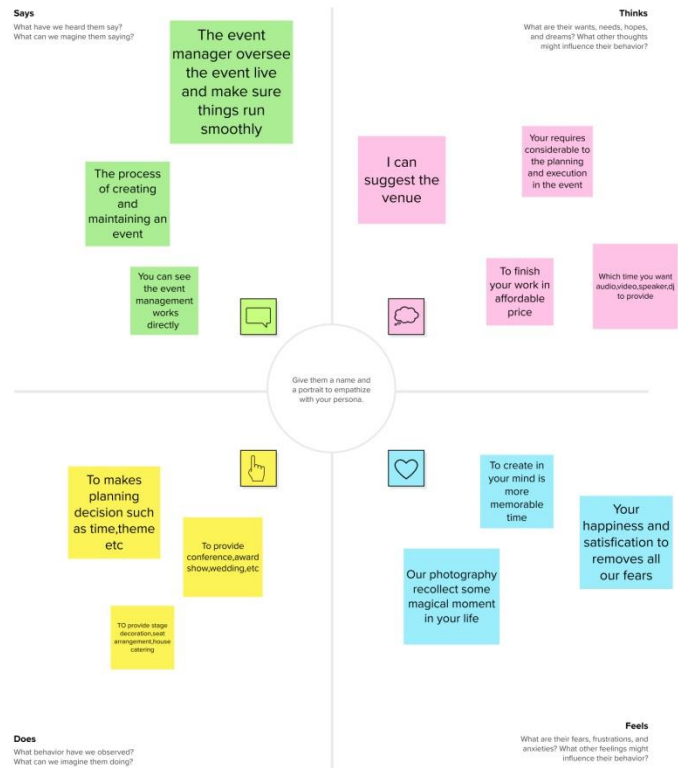 Says
What have we heard them say?
What can we magine them saying?
The event
manager oversee
the event live
and make sure
things run
smoothly
The process
of creating
and
maintaining an
event
You can see
the event
management
works
directly
Thinks
What are their wants, needs, hopes,
and dreams? What other thoughts
might influence their behavior?
I can
suggest the
venue
Your requires
considerable to
the planning
and execution
in the event
To finish
your work in
affordable
price
Which time you want
audio,video,speaker,dj
to provide
Give them a name and
a portrait to empathize
with your persona.
To makes
planning
decision such
as time,theme
etc
To provide
conference,award
show,wedding,etc
TO provide stage
decoration,seat
arrangement,house
catering
Does
What behavior have we observed?
What can we imagine them doing?
To create in
your mind is
more
memorable
time
Your
happiness and
satisfaction to
removes all
our fears
Our photography
recollect some
magical moment
in your life
Feels
What are their fears, frustrations, and
anxieties? What other feelings might
influence their behavior?